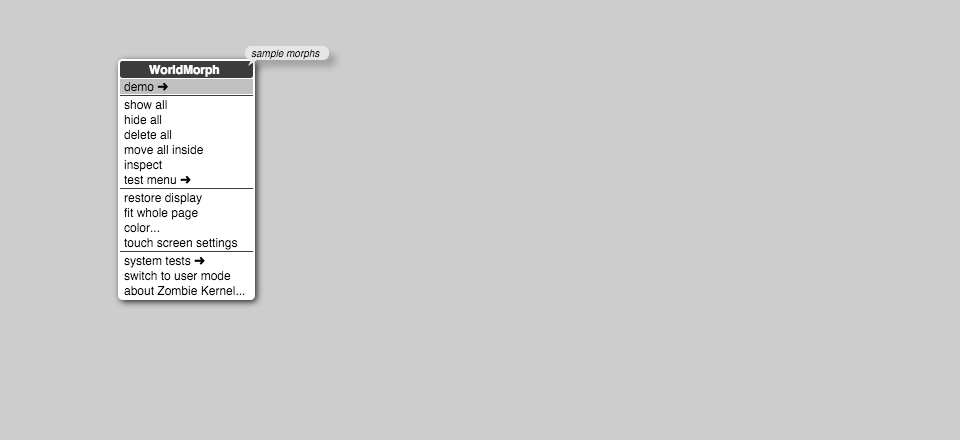 sample morphs
WorldMorph
demo ➜
show all
hide all
delete all
move all inside
inspect
test menu ➜
restore display
fit whole page
color...
touch screen settings
system tests ➜
switch to user mode
about Zombie Kernel...